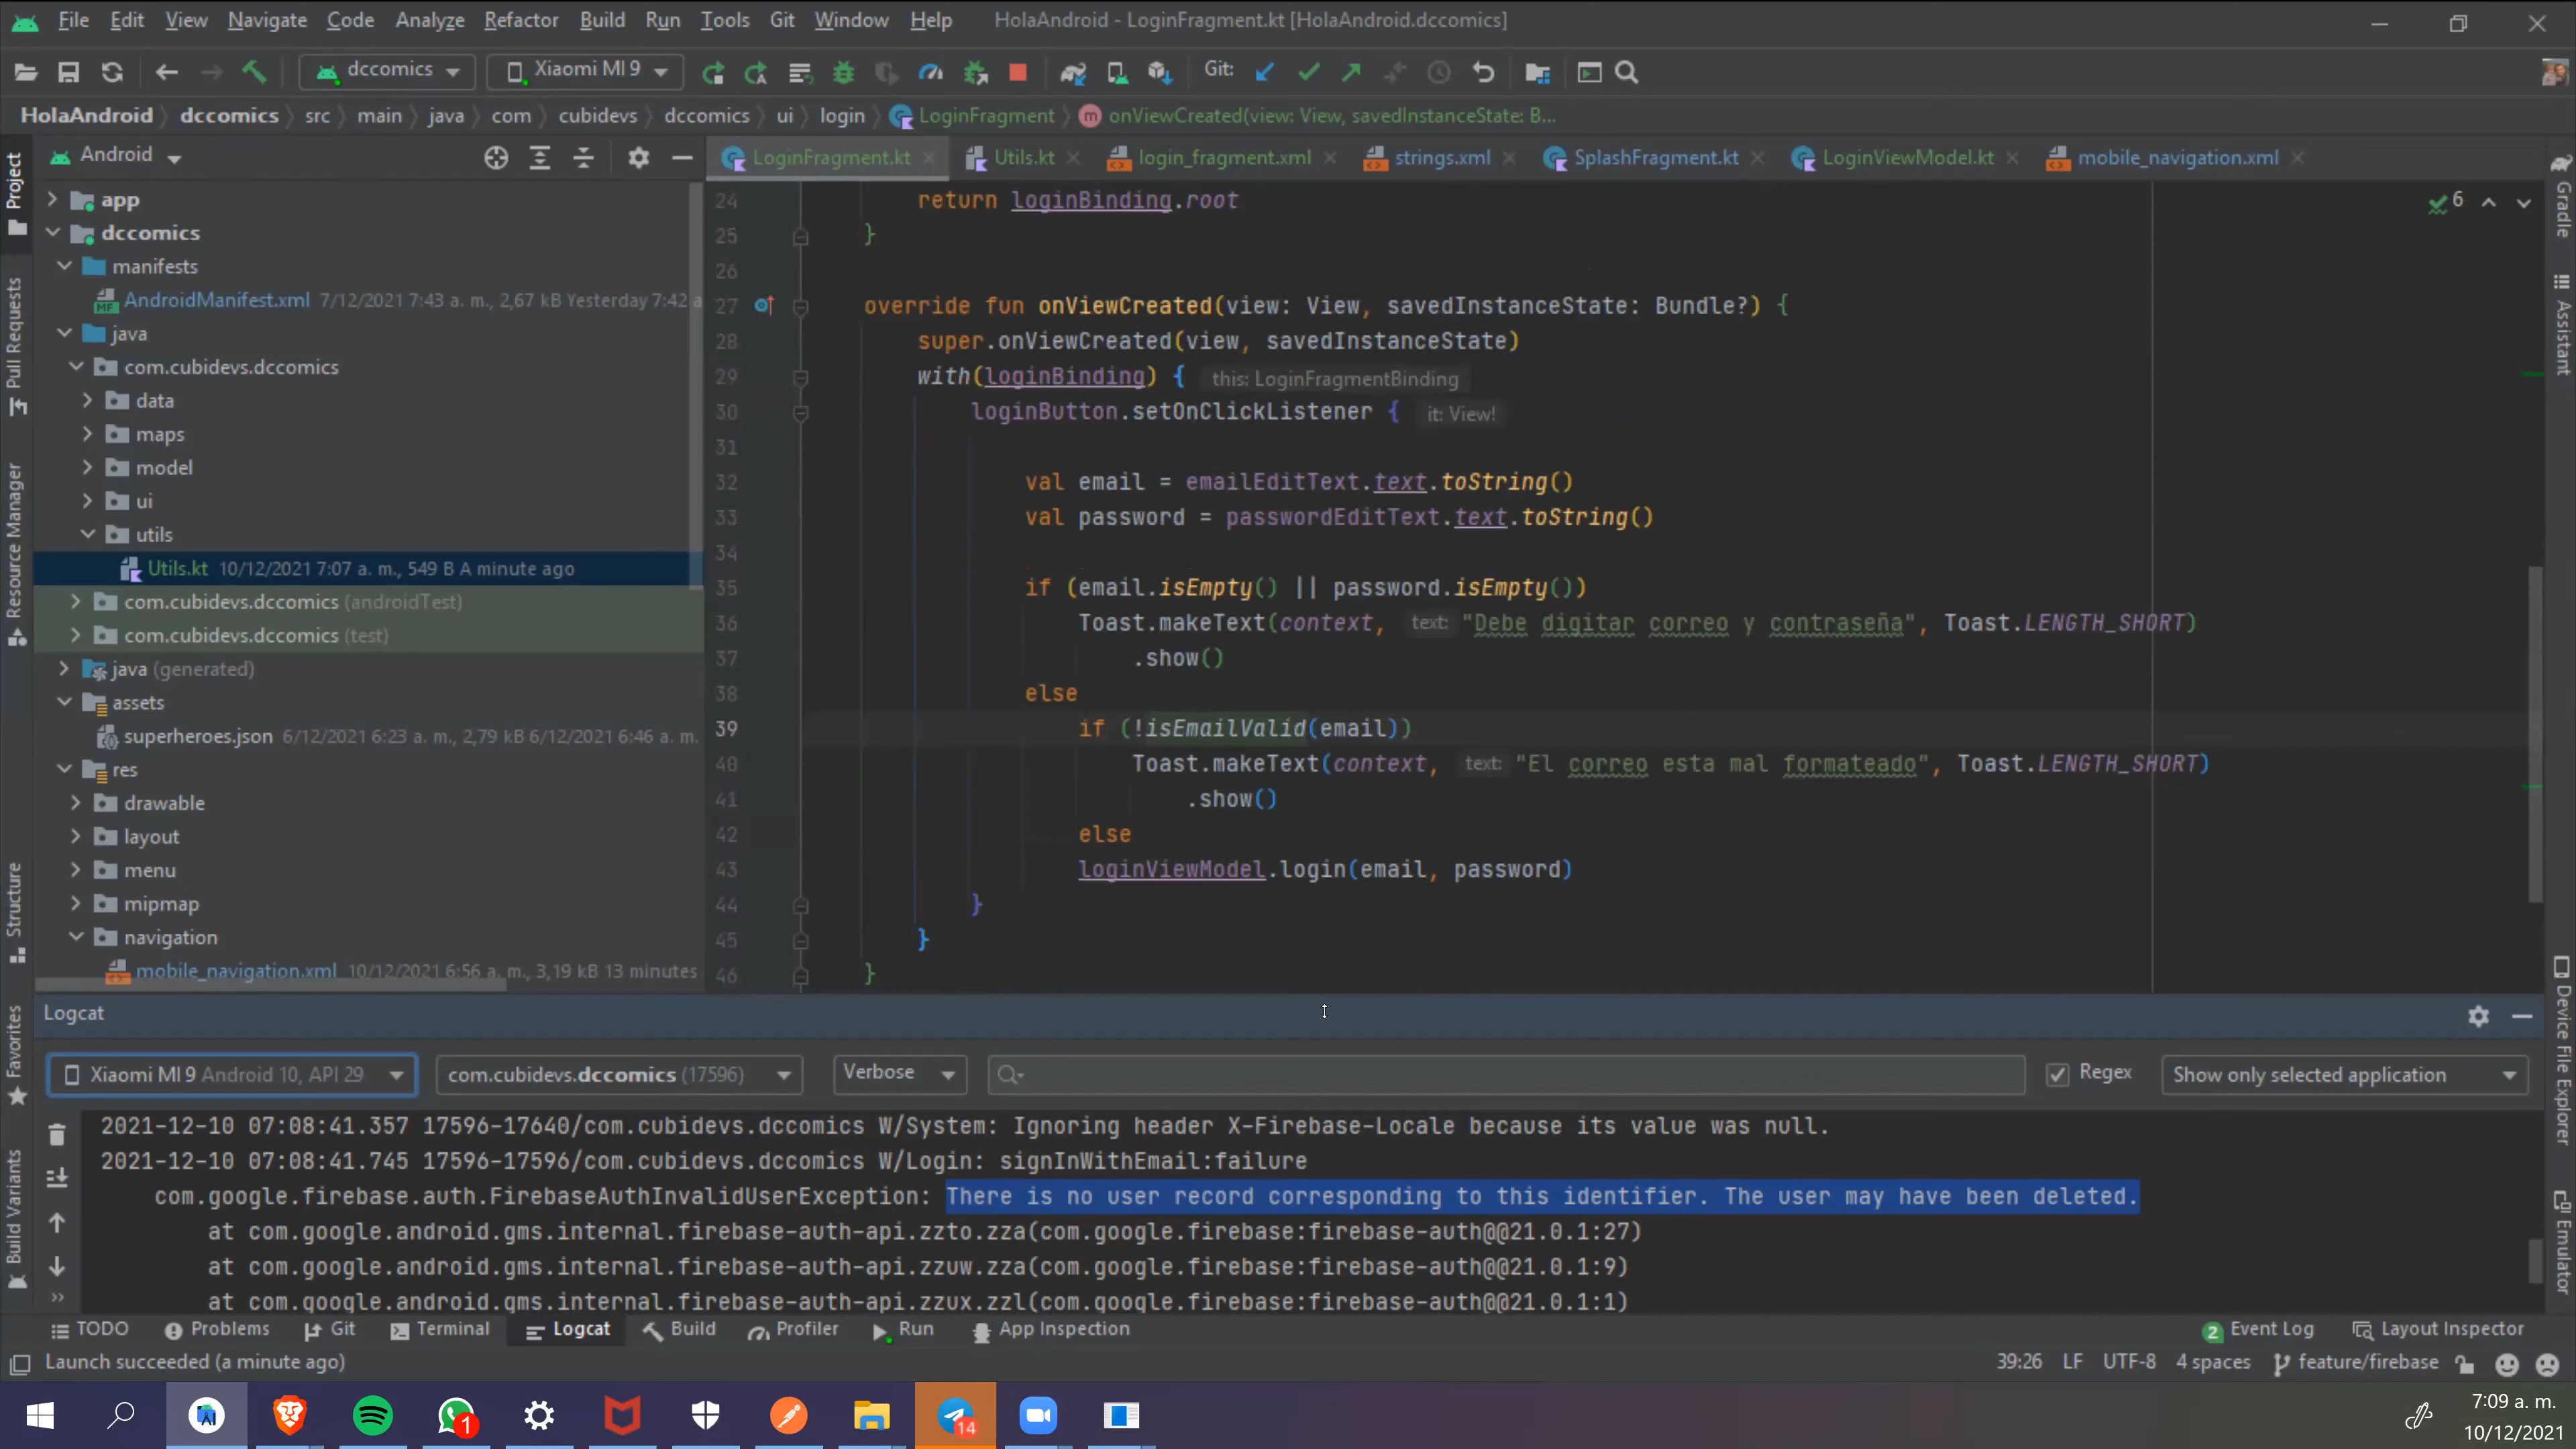 File Edit View Navigate Code Analyze Refactor Build Run Tools Git Window Help HolaAndroid - LoginFragment.kt [HolaAndroid.dccomics]
dccomics Xiaomi MI 9 Git:
HolaAndroid dccomics src main java com cubidevs dccomics ui login LoginFragment m onViewCreated(view: View, savedInstanceState: B...
Android
LoginFragment.kt Utils.kt login_fragment.xml strings.xml SplashFragment.kt LoginViewModel.kt mobile_navigation.xml
Project
Pull Requests
Resource Manager
Structure
Favorites
Build Variants
app
dccomics
manifests
AndroidManifest.xml 7/12/2021 7:43 a. m., 2,67 kB Yesterday 7:42 a
java
com.cubidevs.dccomics
data
maps
model
ui
utils
Utils.kt 10/12/2021 7:07 a. m., 549 B A minute ago
com.cubidevs.dccomics (androidTest)
com.cubidevs.dccomics (test)
java (generated)
assets
superheroes.json 6/12/2021 6:23 a. m., 2,79 kB 6/12/2021 6:46 a. m.
res
drawable
layout
menu
mipmap
navigation
mobile_navigation.xml 10/12/2021 6:56 a. m., 3,19 kB 13 minutes
6
24 return loginBinding.root
25 }
26
27 override fun onViewCreated(view: View, savedInstanceState: Bundle?) {
28 super.onViewCreated(view, savedInstanceState)
29 with(loginBinding) { this: LoginFragmentBinding
30 loginButton.setOnClickListener { it: View!
31
32 val email = emailEditText.text.toString()
33 val password = passwordEditText.text.toString()
34
35 if (email.isEmpty() || password.isEmpty())
36 Toast.makeText(context, text: "Debe digitar correo y contraseña", Toast.LENGTH_SHORT)
37 .show()
38 else
39 if (!isEmailValid(email))
40 Toast.makeText(context, text: "El correo esta mal formateado", Toast.LENGTH_SHORT)
41 .show()
42 else
43 loginViewModel.login(email, password)
44 }
45 }
46 }
Gradle
Assistant
Device File Explorer
Emulator
Logcat
Xiaomi MI 9 Android 10, API 29 com.cubidevs.dccomics (17596) Verbose Regex Show only selected application
2021-12-10 07:08:41.357 17596-17640/com.cubidevs.dccomics W/System: Ignoring header X-Firebase-Locale because its value was null.
2021-12-10 07:08:41.745 17596-17596/com.cubidevs.dccomics W/Login: signInWithEmail:failure
com.google.firebase.auth.FirebaseAuthInvalidUserException: There is no user record corresponding to this identifier. The user may have been deleted.
at com.google.android.gms.internal.firebase-auth-api.zzto.zza(com.google.firebase:firebase-auth@@21.0.1:27)
at com.google.android.gms.internal.firebase-auth-api.zzuw.zza(com.google.firebase:firebase-auth@@21.0.1:9)
at com.google.android.gms.internal.firebase-auth-api.zzux.zzl(com.google.firebase:firebase-auth@@21.0.1:1)
TODO Problems Git Terminal Logcat Build Profiler Run App Inspection 2 Event Log Layout Inspector
Launch succeeded (a minute ago) 39:26 LF UTF-8 4 spaces feature/firebase
1 14 7:09 a. m.
10/12/2021